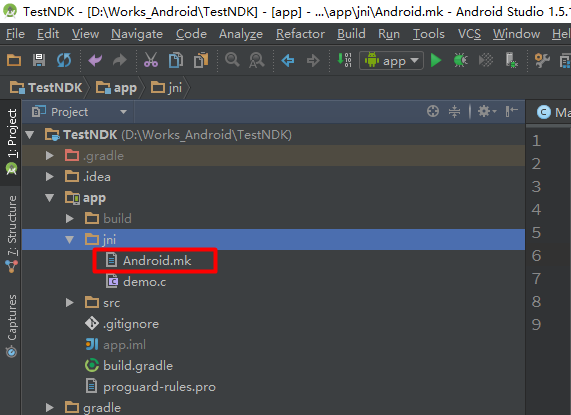 TestNDK - [D:\Works_Android\TestNDK] - [app] - ...\app\jni\Android.mk - Android Studio 1.5.
File Edit View Navigate Code Analyze Refactor Build Run Tools VCS Window He
app
TestNDK app jni
Project
1: Project
7: Structure
Captures
TestNDK (D:\Works_Android\TestNDK)
.gradle
.idea
app
build
jni
Android.mk
demo.c
src
.gitignore
app.iml
build.gradle
proguard-rules.pro
gradle
C Ma
1
2
3
4
5
6
7
8
9